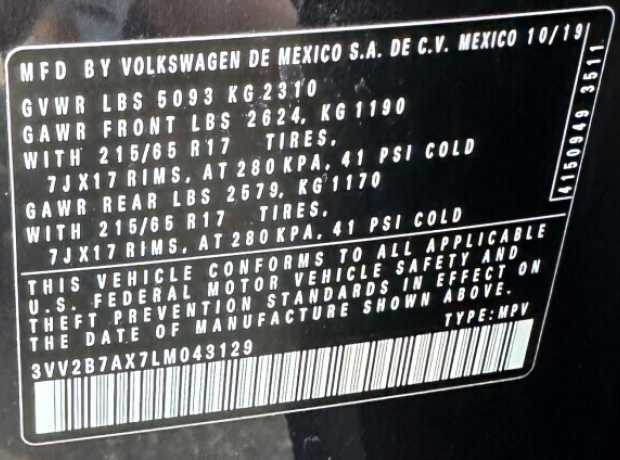 MFD BY VOLKSWAGEN DE MEXICO S.A. DE C.V. MEXICO 10/19
GVWR LBS 5093 KG 2310
GAWR FRONT LBS 2624, KG 1190
WITH 215/65 R17 TIRES,
7JX17 RIMS, AT 280 KPA, 41 PSI COLD
GAWR REAR LBS 2579, KG 1170
WITH 215/65 R17 TIRES,
7JX17 RIMS, AT 280 KPA, 41 PSI COLD
4150949 3511
THIS VEHICLE CONFORMS TO ALL APPLICABLE
U.S. FEDERAL MOTOR VEHICLE SAFETY AND
THEFT PREVENTION STANDARDS IN EFFECT ON
THE DATE OF MANUFACTURE SHOWN ABOVE.
TYPE: MPV
3VV2B7AX7LM043129